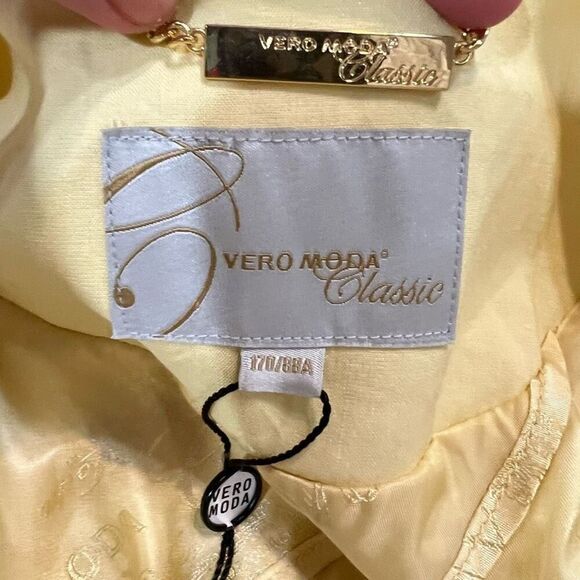 VERO MODA®
Classic
VERO MODA®
Classic
170/88A
VERO
MODA